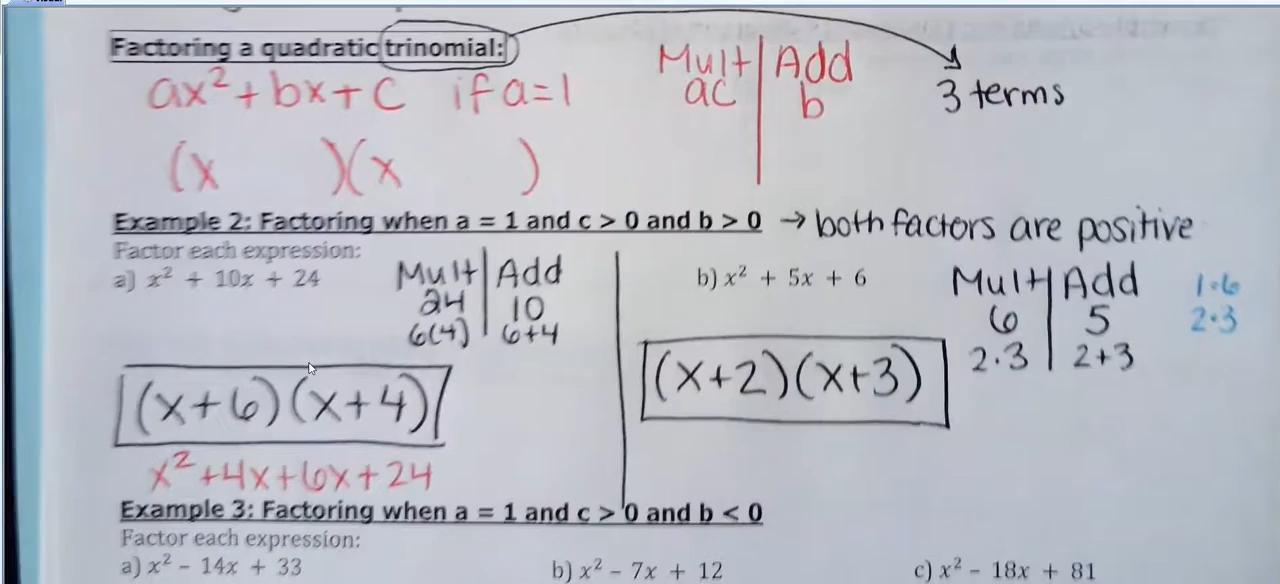 Factoring a quadratic trinomial:
ax² + bx + c if a = 1
Mult | Add
ac | b
3 terms
(x )(x )
Example 2: Factoring when a = 1 and c > 0 and b > 0 → both factors are positive
Factor each expression:
a) x² + 10x + 24
Mult | Add
24 | 10
6(4) | 6+4
(x+6)(x+4)
x² +4x+6x+24
b) x² + 5x + 6
Mult | Add
6 | 5
2·3 | 2+3
1·6
2·3
(x+2)(x+3)
Example 3: Factoring when a = 1 and c > 0 and b < 0
Factor each expression:
a) x² − 14x + 33
b) x² − 7x + 12
c) x² − 18x + 81